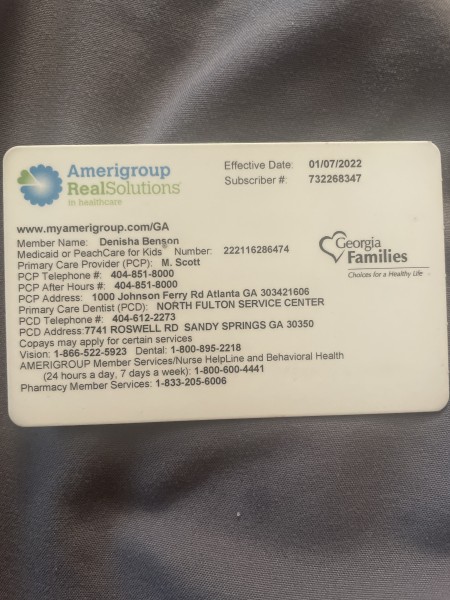 Amerigroup
RealSolutions
in healthcare
Effective Date: 01/07/2022
Subscriber #: 732268347
www.myamerigroup.com/GA
Member Name: Denisha Benson
Medicaid or PeachCare for Kids® Number: 222116286474
Primary Care Provider (PCP): M. Scott
PCP Telephone #: 404-851-8000
PCP After Hours #: 404-851-8000
PCP Address: 1000 Johnson Ferry Rd Atlanta GA 303421606
Primary Care Dentist (PCD): NORTH FULTON SERVICE CENTER
PCD Telephone #: 404-612-2273
PCD Address:7741 ROSWELL RD SANDY SPRINGS GA 30350
Copays may apply for certain services
Vision: 1-866-522-5923 Dental: 1-800-895-2218
AMERIGROUP Member Services/Nurse HelpLine and Behavioral Health
(24 hours a day, 7 days a week): 1-800-600-4441
Pharmacy Member Services: 1-833-205-6006
Georgia
Families
Choices for a Healthy Life